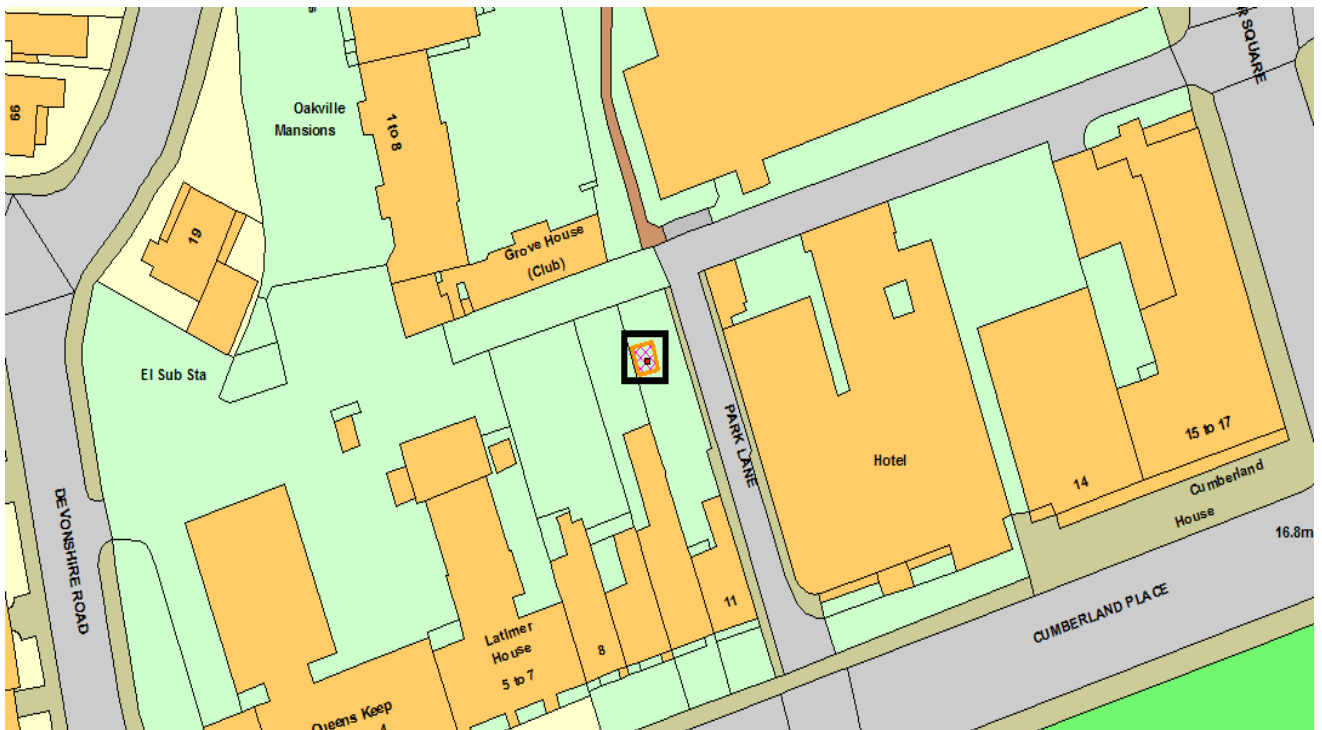 R SQUARE
66
Oakville
Mansions
1 to 8
19
Grove House
(Club)
El Sub Sta
PARK LANE
Hotel
15 to 17
14
Cumberland
House
16.8m
DEVONSHIRE ROAD
CUMBERLAND PLACE
11
Latimer
House
5 to 7
8
Queens Keep